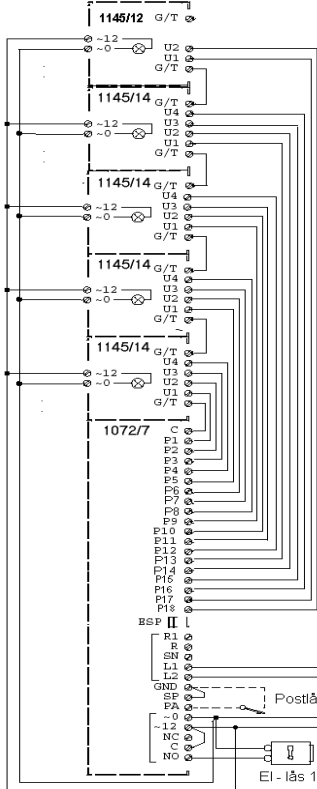 1145/12 G/T
~12
~0
U2
U1
G/T
1145/14
G/T
U4
~12 U3
~0 U2
U1
G/T
1145/14
G/T
U4
~12 U3
~0 U2
U1
G/T
1145/14
G/T
U4
~12 U3
~0 U2
U1
G/T
1145/14
G/T
U4
~12 U3
~0 U2
U1
G/T
1072/7
C
P1
P2
P3
P4
P5
P6
P7
P8
P9
P10
P11
P12
P13
P14
P15
P16
P17
P18
ESP
R1
R
SN
L1
L2
GND
SP Postlå
PA
~0
~12
NC
C
NO
El - lås 1